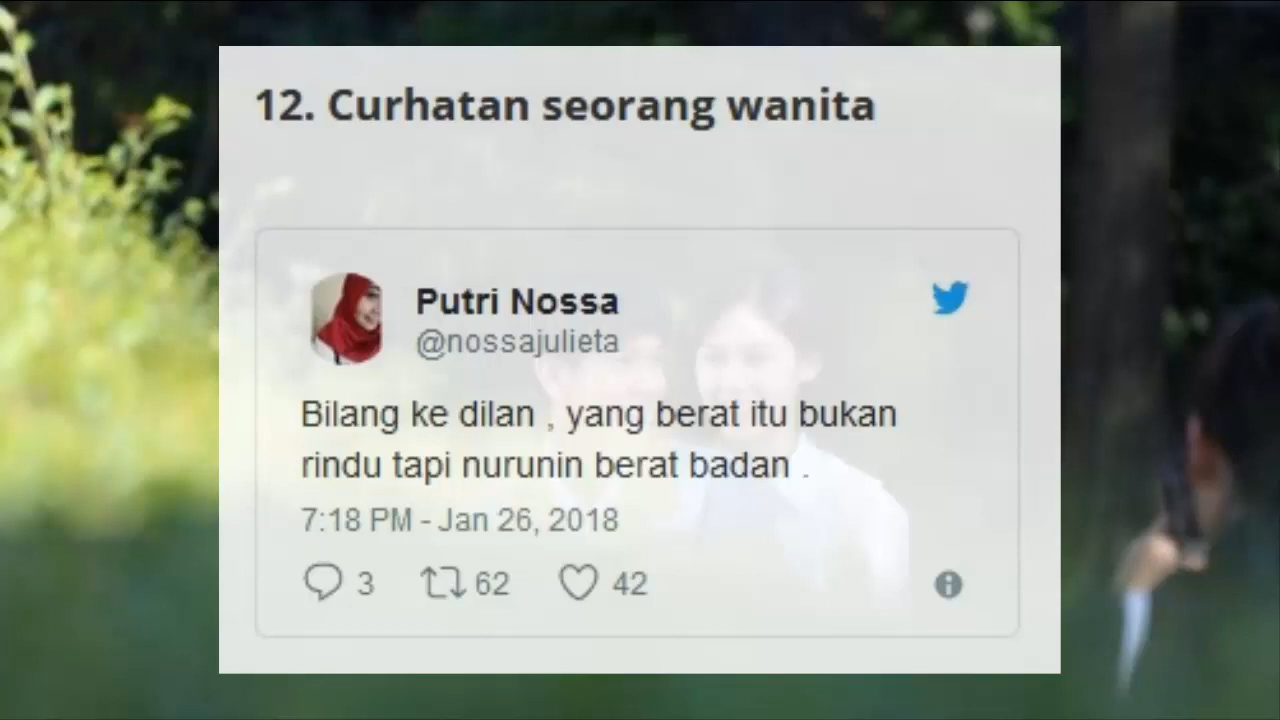 12. Curhatan seorang wanita
Putri Nossa
@nossajulieta
Bilang ke dilan , yang berat itu bukan
rindu tapi nurunin berat badan .
7:18 PM - Jan 26, 2018
3 62 42